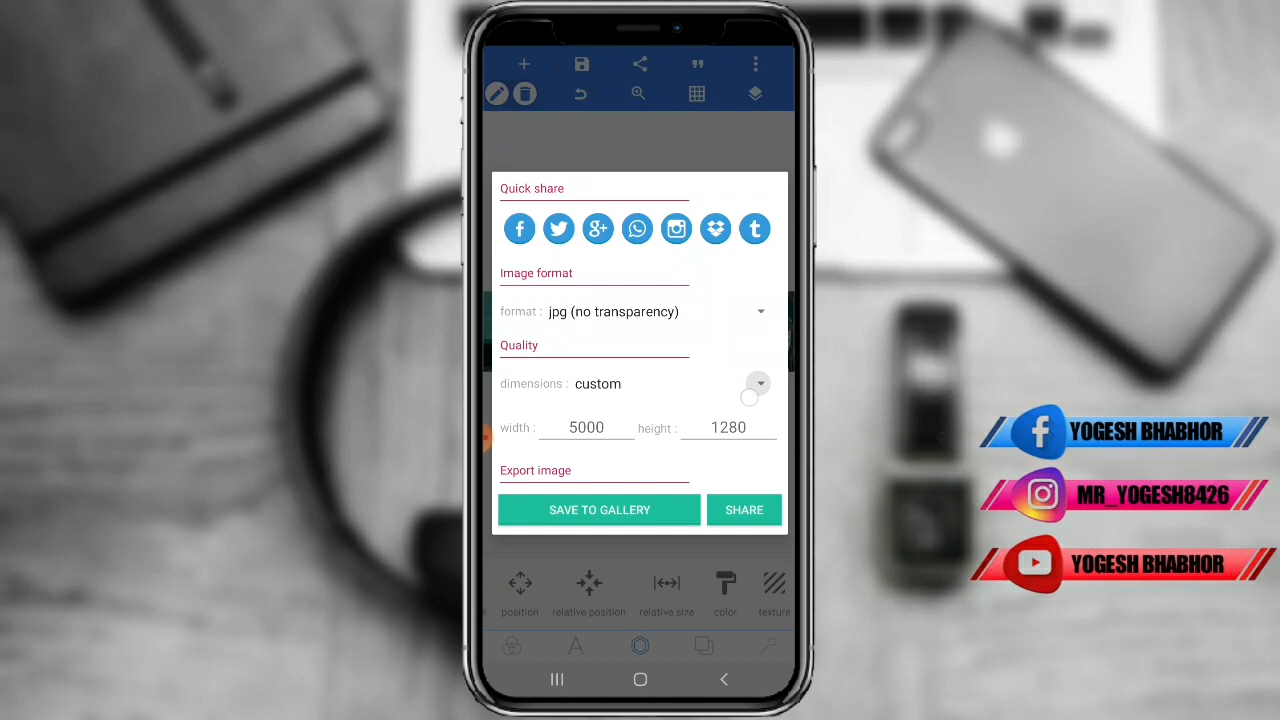 Quick share
Image format
format : jpg (no transparency)
Quality
dimensions : custom
width : 5000 height : 1280
Export image
SAVE TO GALLERY SHARE
position relative position relative size color texture
YOGESH BHABHOR
MR_YOGESH8426
YOGESH BHABHOR